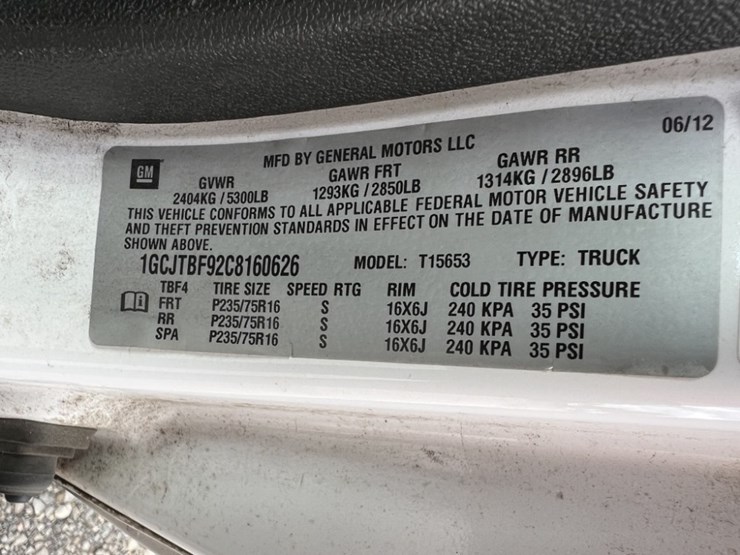 06/12
GM
MFD BY GENERAL MOTORS LLC
GVWR GAWR FRT GAWR RR
2404KG / 5300LB 1293KG / 2850LB 1314KG / 2896LB
THIS VEHICLE CONFORMS TO ALL APPLICABLE FEDERAL MOTOR VEHICLE SAFETY
AND THEFT PREVENTION STANDARDS IN EFFECT ON THE DATE OF MANUFACTURE
SHOWN ABOVE.
1GCJTBF92C8160626 MODEL: T15653 TYPE: TRUCK
TBF4 TIRE SIZE SPEED RTG RIM COLD TIRE PRESSURE
FRT P235/75R16 S 16X6J 240 KPA 35 PSI
RR P235/75R16 S 16X6J 240 KPA 35 PSI
SPA P235/75R16 S 16X6J 240 KPA 35 PSI